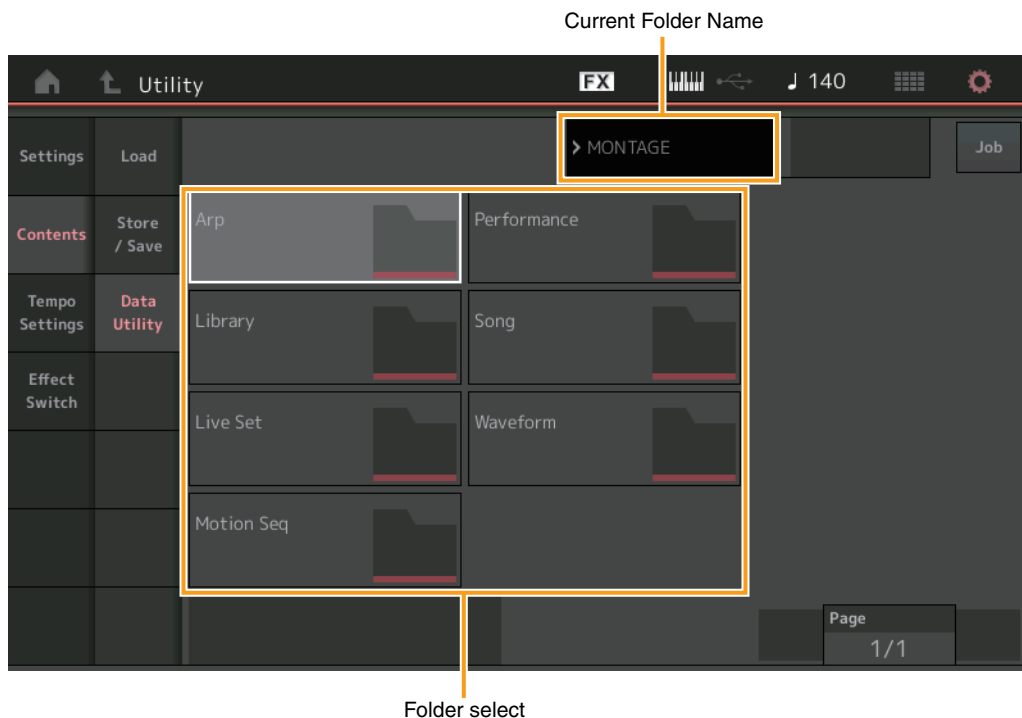 Current Folder Name
Utility
FX
140
Settings
Load
> MONTAGE
Job
Contents
Store
/ Save
Arp
Performance
Tempo
Settings
Data
Utility
Library
Song
Effect
Switch
Live Set
Waveform
Motion Seq
Page
1/1
Folder select